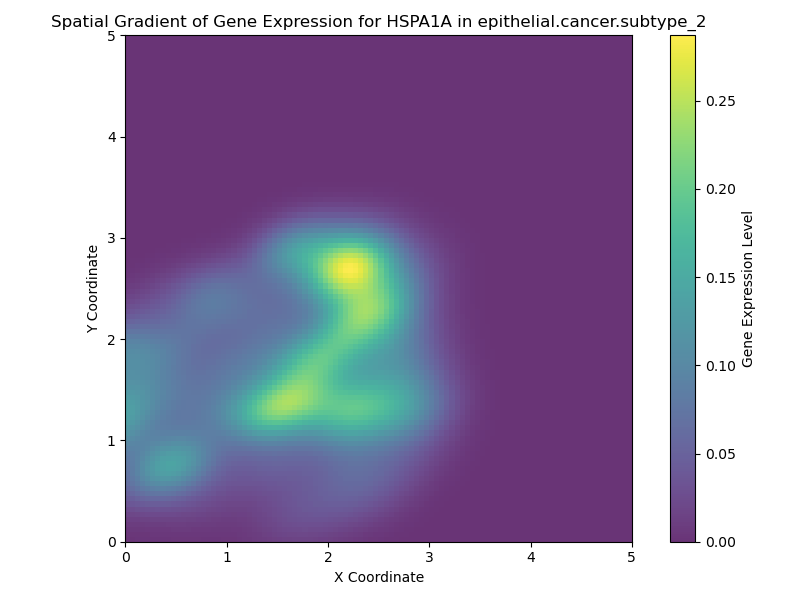 Spatial Gradient of Gene Expression for HSPA1A in epithelial.cancer.subtype_2
5
4
3
2
1
0
0 1 2 3 4 5
X Coordinate
Y Coordinate
0.25
0.20
0.15
0.10
0.05
0.00
Gene Expression Level